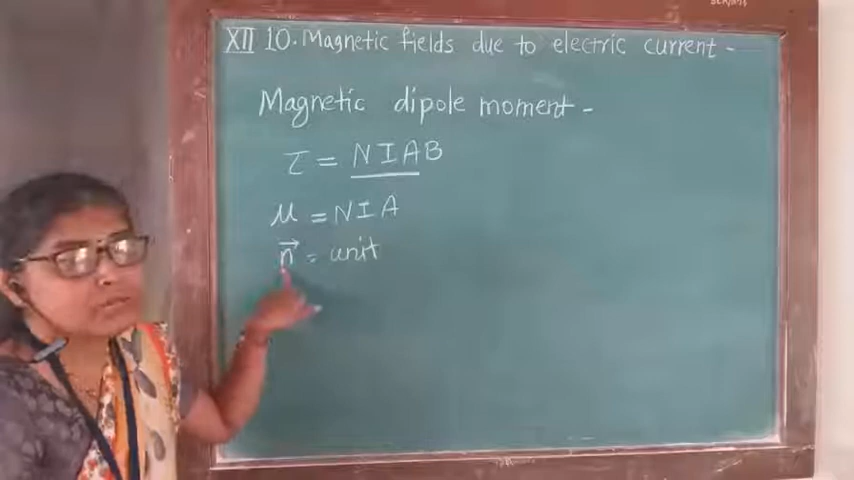 XII 10. Magnetic fields due to electric current -
Magnetic dipole moment -
τ = NIAB
μ = NIA
n⃗ = unit